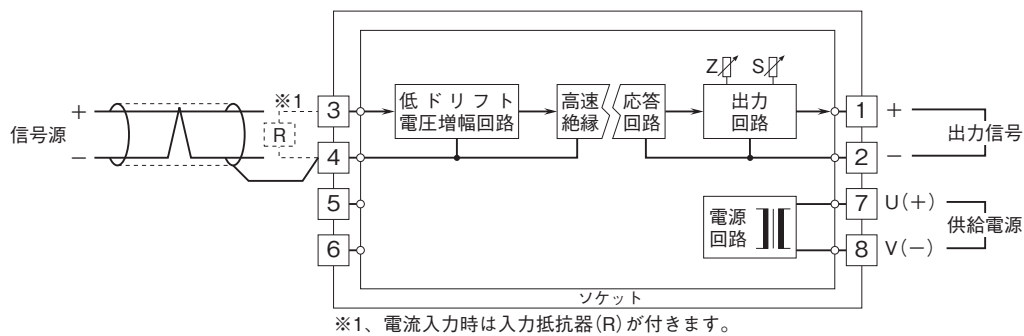 信号源
+
−
※1
R
3
4
5
6
低ドリフト
電圧増幅回路
高速
絶縁
応答
回路
Z
S
出力
回路
電源
回路
1
2
7
8
+
−
出力信号
U(+)
V(−)
供給電源
ソケット
※1、電流入力時は入力抵抗器(R)が付きます。